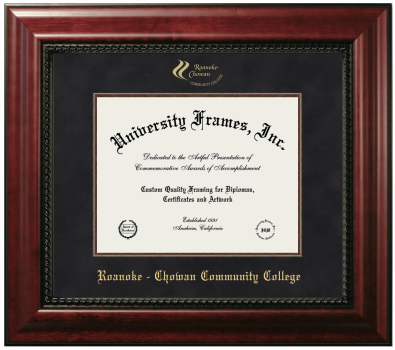 Roanoke-
Chowan
COMMUNITY COLLEGE
University Frames, Inc.
Dedicated to the Artful Presentation of
Commemorative Awards of Accomplishment
Custom Quality Framing for Diplomas,
Certificates and Artwork
Established 1991
Anaheim, California
Roanoke - Chowan Community College